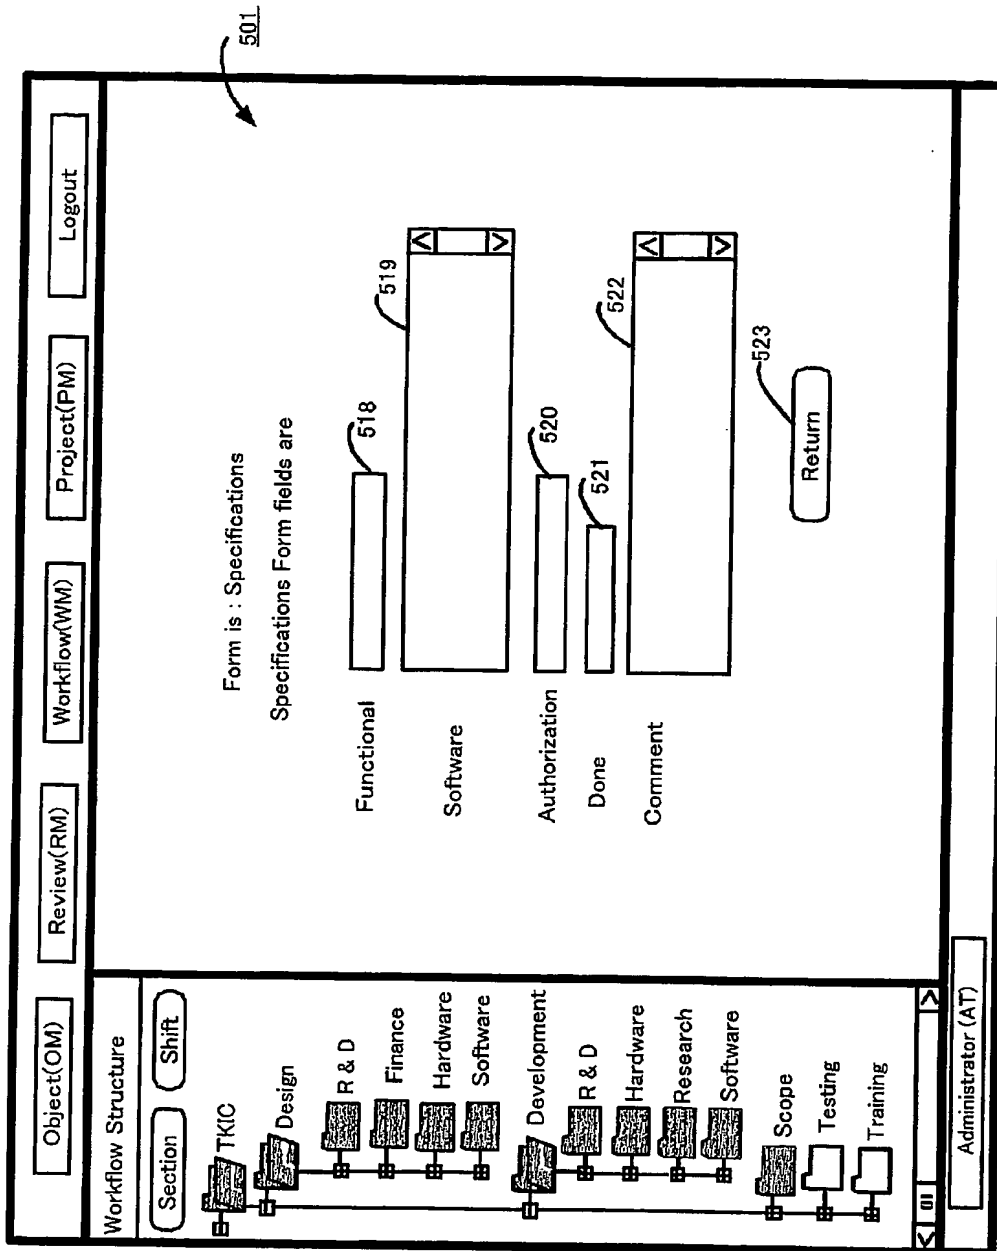 501
Object(OM) Review(RM) Workflow(WM) Project(PM) Logout
Workflow Structure
Section Shift
TKIC
Design
R & D
Finance
Hardware
Software
Development
R & D
Hardware
Research
Software
Scope
Testing
Training
Form is : Specifications
Specifications Form fields are
Functional 518
Software 519
Authorization 520
Done 521
Comment 522
Return 523
Administrator (AT)